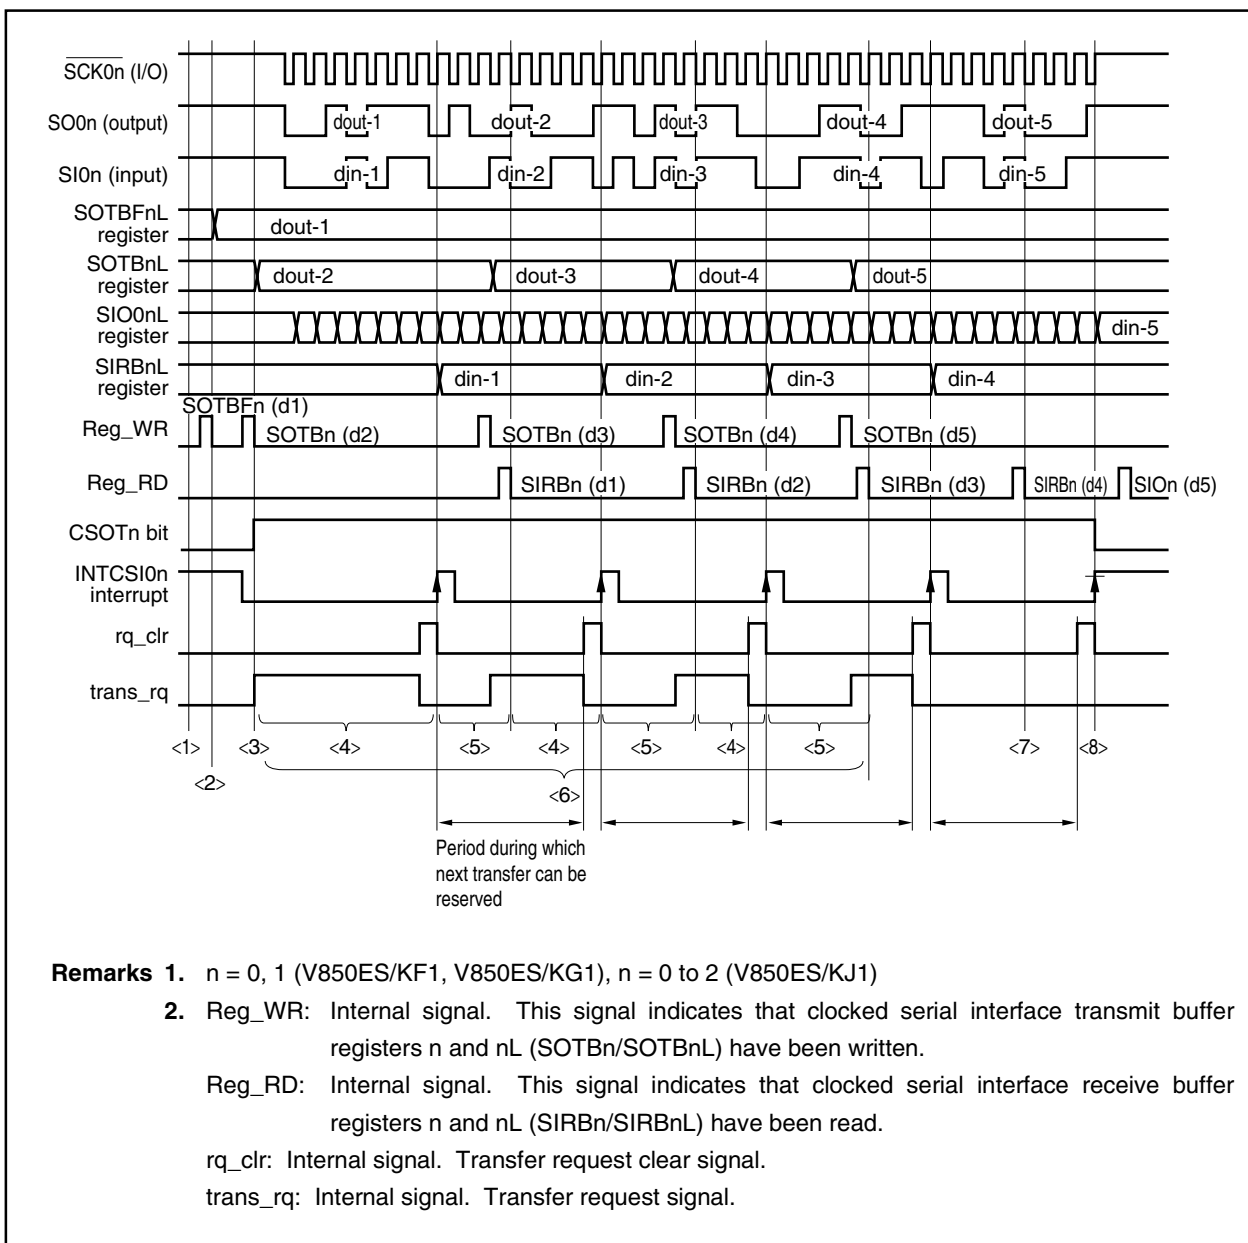 SCK0n (I/O)
SO0n (output) dout-1 dout-2 dout-3 dout-4 dout-5
SI0n (input) din-1 din-2 din-3 din-4 din-5
SOTBFnL
register dout-1
SOTBnL
register dout-2 dout-3 dout-4 dout-5
SIO0nL
register din-5
SIRBnL
register din-1 din-2 din-3 din-4
SOTBFn (d1)
Reg_WR SOTBn (d2) SOTBn (d3) SOTBn (d4) SOTBn (d5)
Reg_RD SIRBn (d1) SIRBn (d2) SIRBn (d3) SIRBn (d4) SIOn (d5)
CSOTn bit
INTCSI0n
interrupt
rq_clr
trans_rq
<1> <3> <4> <5> <4> <5> <4> <5> <7> <8>
<2>
<6>
Period during which
next transfer can be
reserved
Remarks 1. n = 0, 1 (V850ES/KF1, V850ES/KG1), n = 0 to 2 (V850ES/KJ1)
2. Reg_WR: Internal signal. This signal indicates that clocked serial interface transmit buffer
registers n and nL (SOTBn/SOTBnL) have been written.
Reg_RD: Internal signal. This signal indicates that clocked serial interface receive buffer
registers n and nL (SIRBn/SIRBnL) have been read.
rq_clr: Internal signal. Transfer request clear signal.
trans_rq: Internal signal. Transfer request signal.